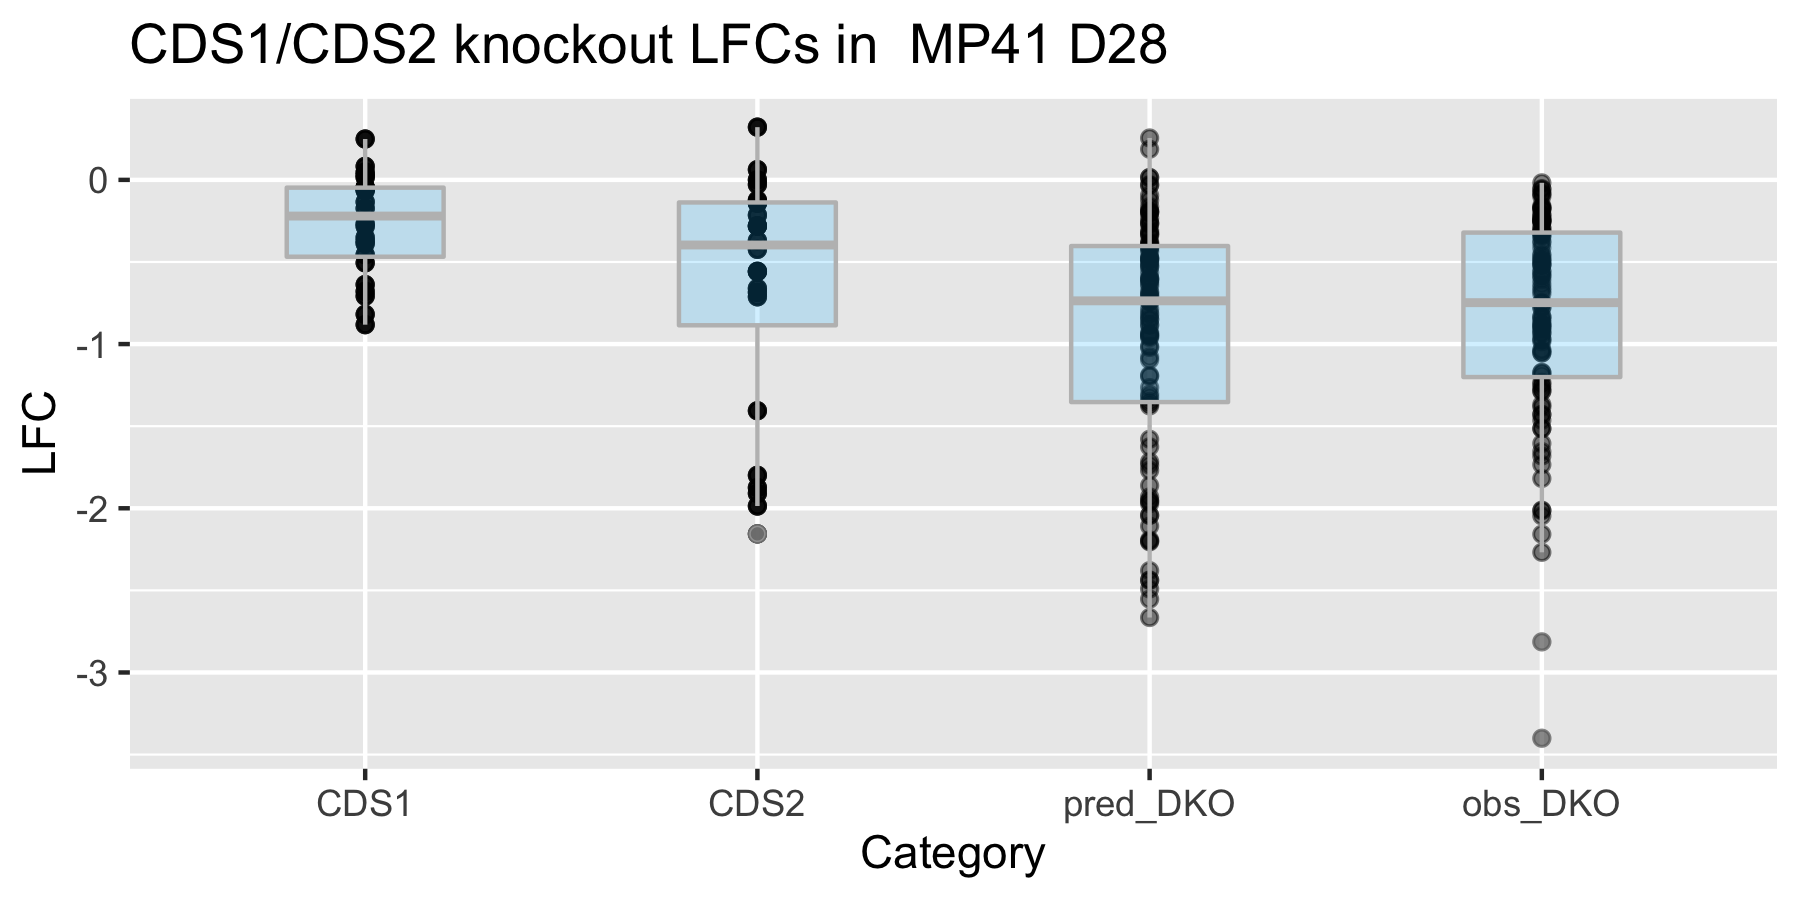 CDS1/CDS2 knockout LFCs in  MP41 D28
LFC
0
-1
-2
-3
CDS1 CDS2 pred_DKO obs_DKO
Category